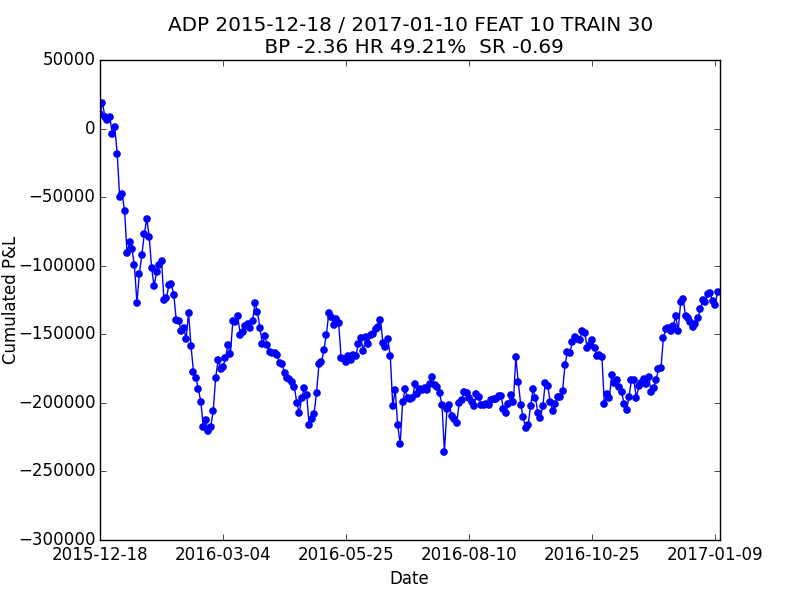 ADP 2015-12-18 / 2017-01-10 FEAT 10 TRAIN 30
BP -2.36 HR 49.21%  SR -0.69
50000
0
−50000
−100000
−150000
−200000
−250000
−300000
Cumulated P&L
2015-12-18 2016-03-04 2016-05-25 2016-08-10 2016-10-25 2017-01-09
Date